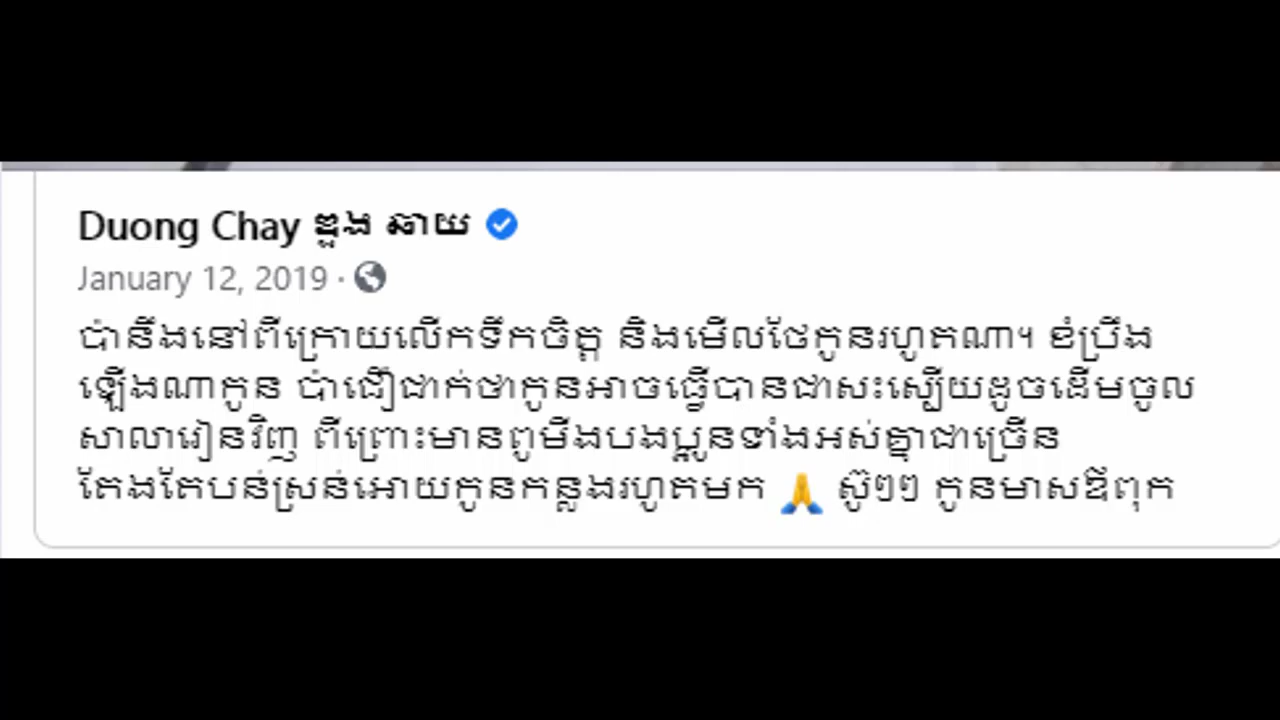 Duong Chay ឌួង ឆាយ
January 12, 2019 ·
ប៉ានឹងនៅពីក្រោយលើកទឹកចិត្ត និងមើលថែកូនរហូតណា។ ខំប្រឹង
ឡើងណាកូន ប៉ាជឿជាក់ថាកូនអាចធ្វើបានជាសះស្បើយដូចដើមចូល
សាលារៀនវិញ ពីព្រោះមានពូមីងបងប្អូនទាំងអស់គ្នាជាច្រើន
តែងតែបន់ស្រន់អោយកូនកន្លងរហូតមក 🙏 ស៊ូៗៗ កូនមាសឪពុក